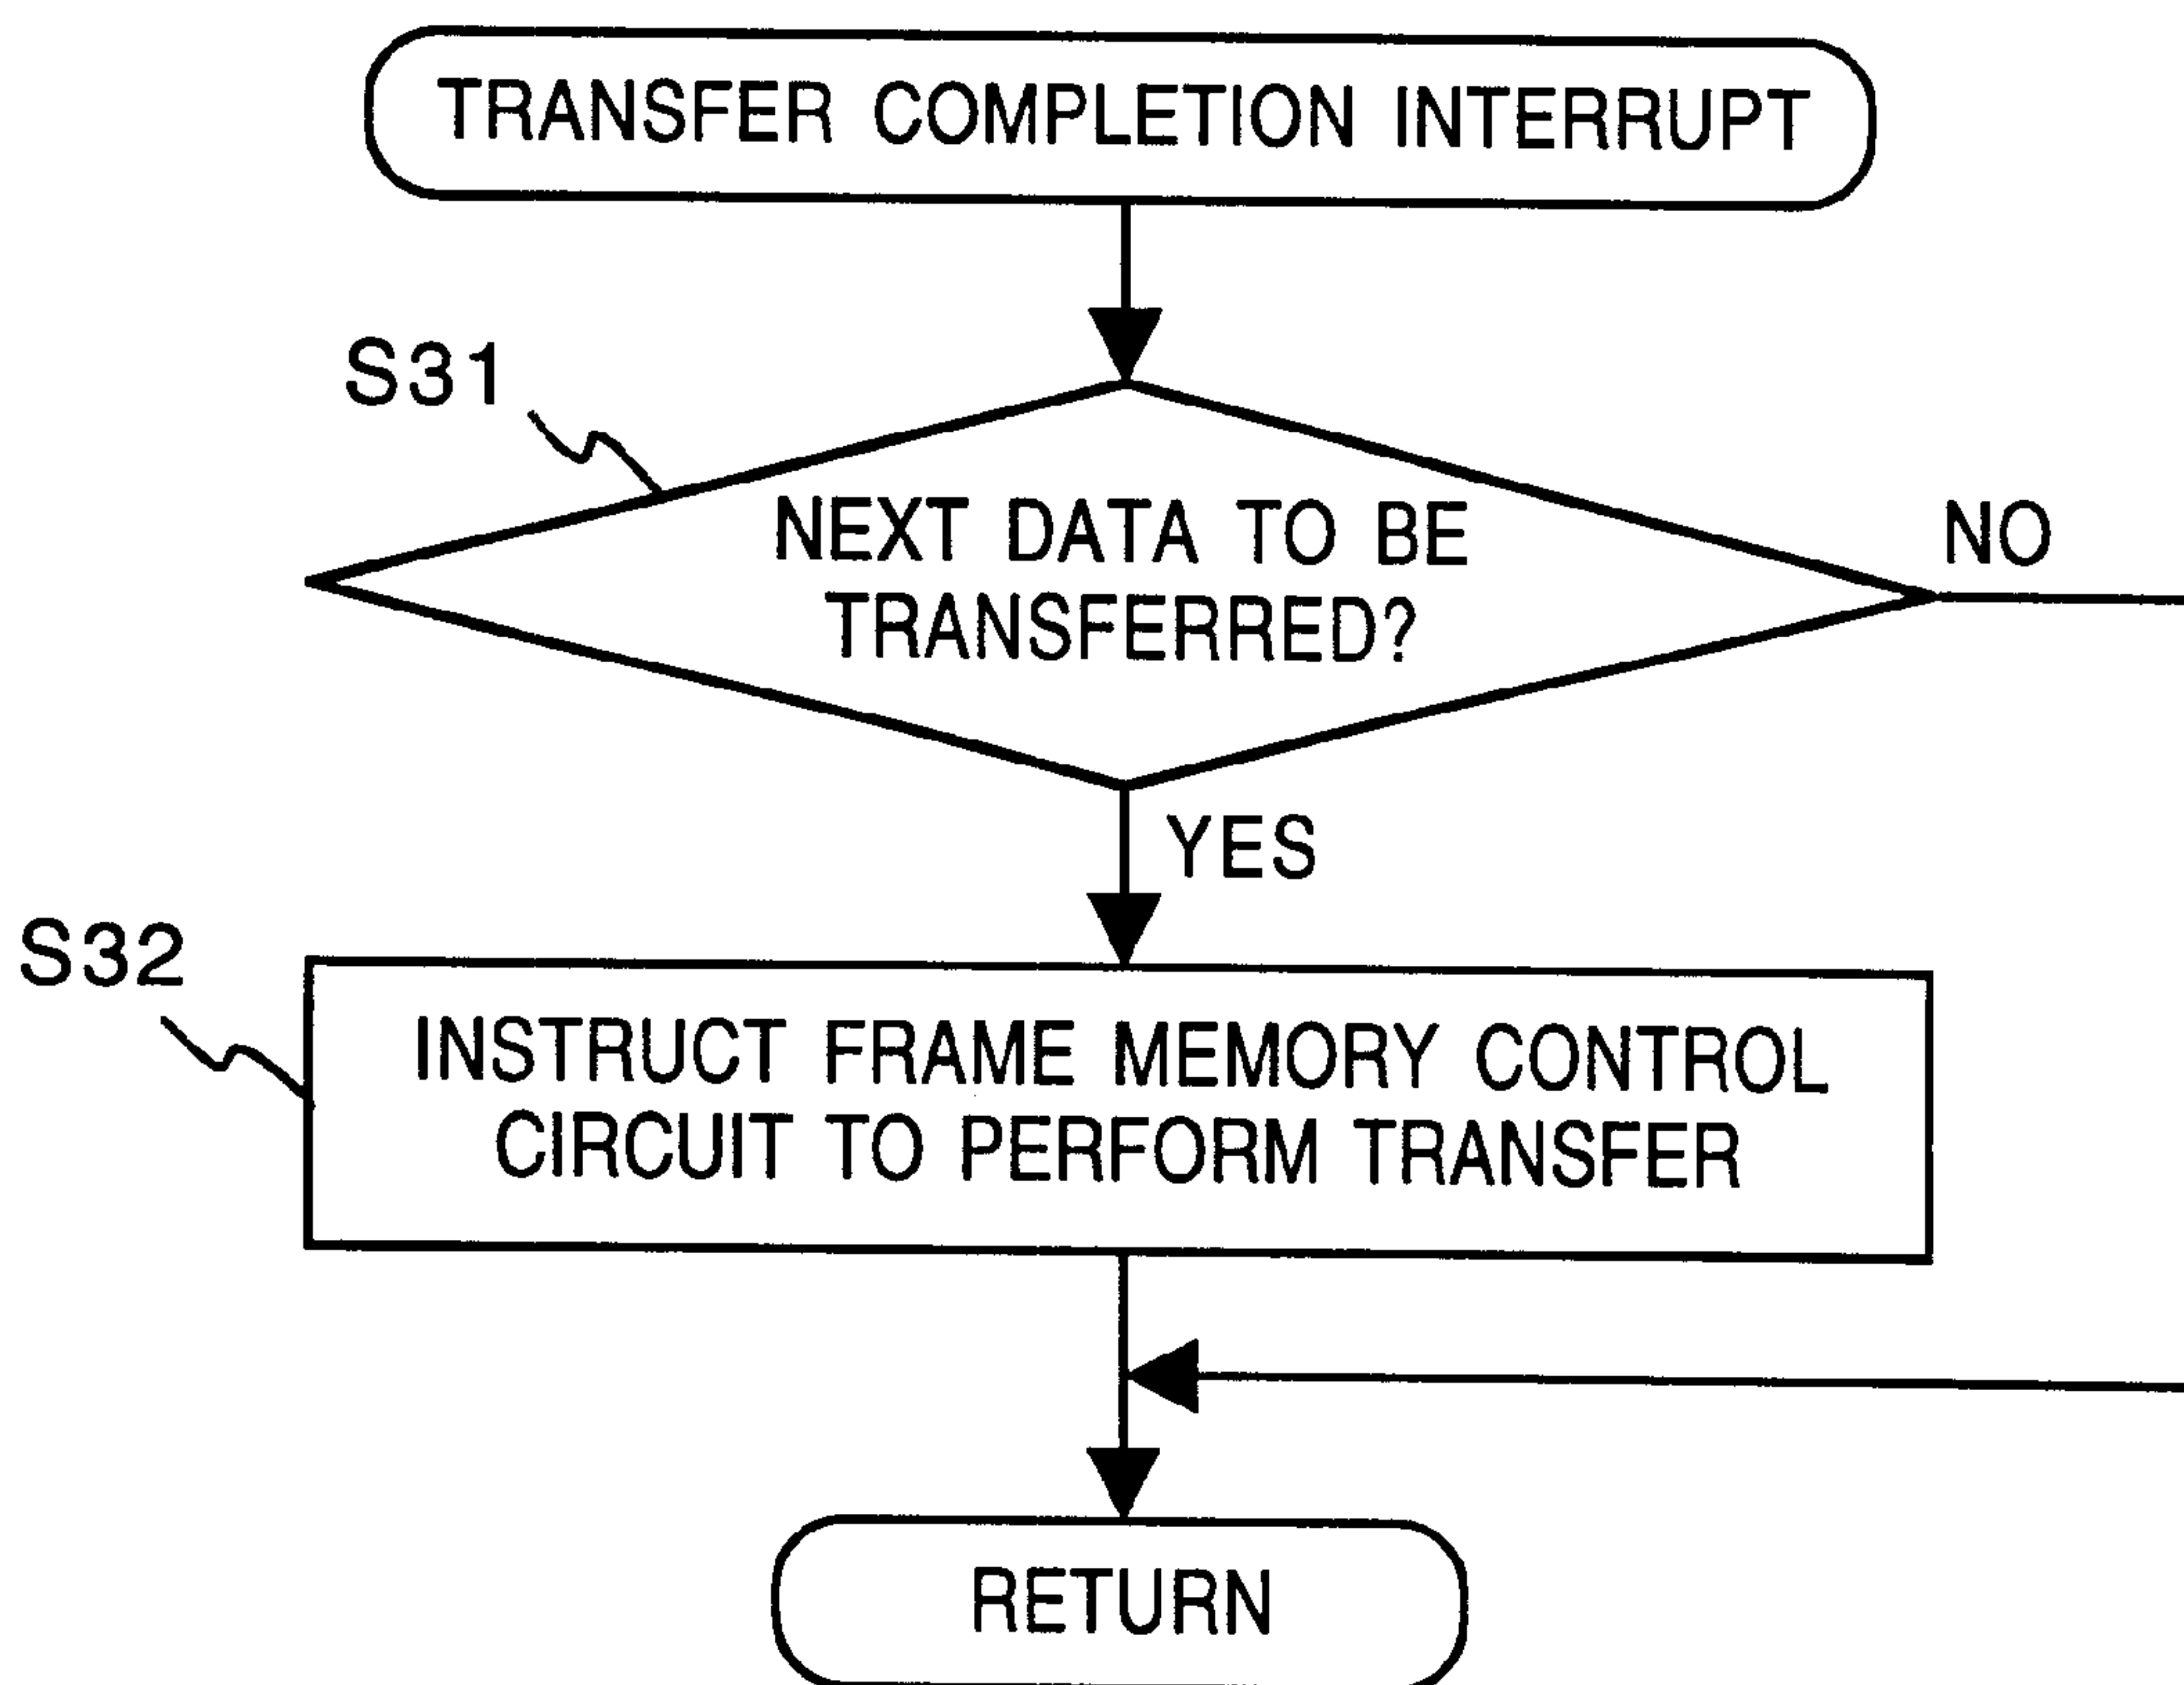 TRANSFER COMPLETION INTERRUPT
S31
NEXT DATA TO BE
TRANSFERRED?
NO
YES
S32
INSTRUCT FRAME MEMORY CONTROL
CIRCUIT TO PERFORM TRANSFER
RETURN